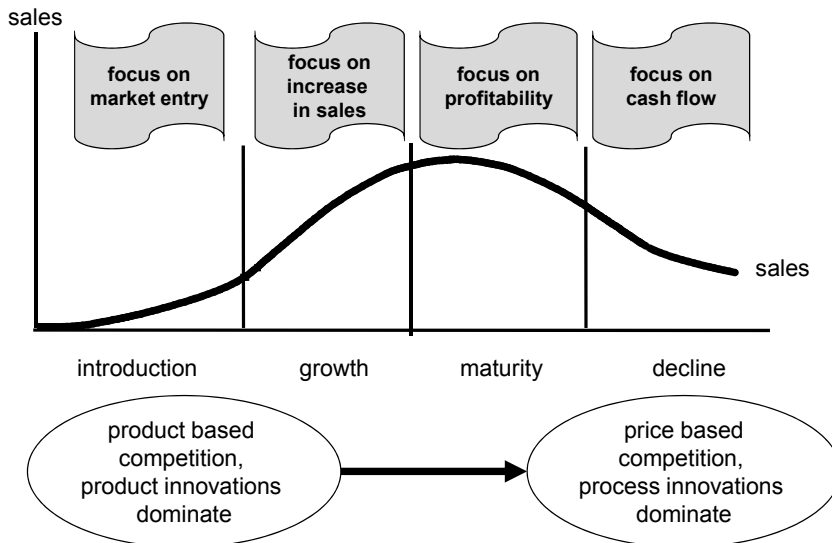 sales
focus on
market entry
focus on
increase
in sales
focus on
profitability
focus on
cash flow
sales
introduction
growth
maturity
decline
product based
competition,
product innovations
dominate
price based
competition,
process innovations
dominate